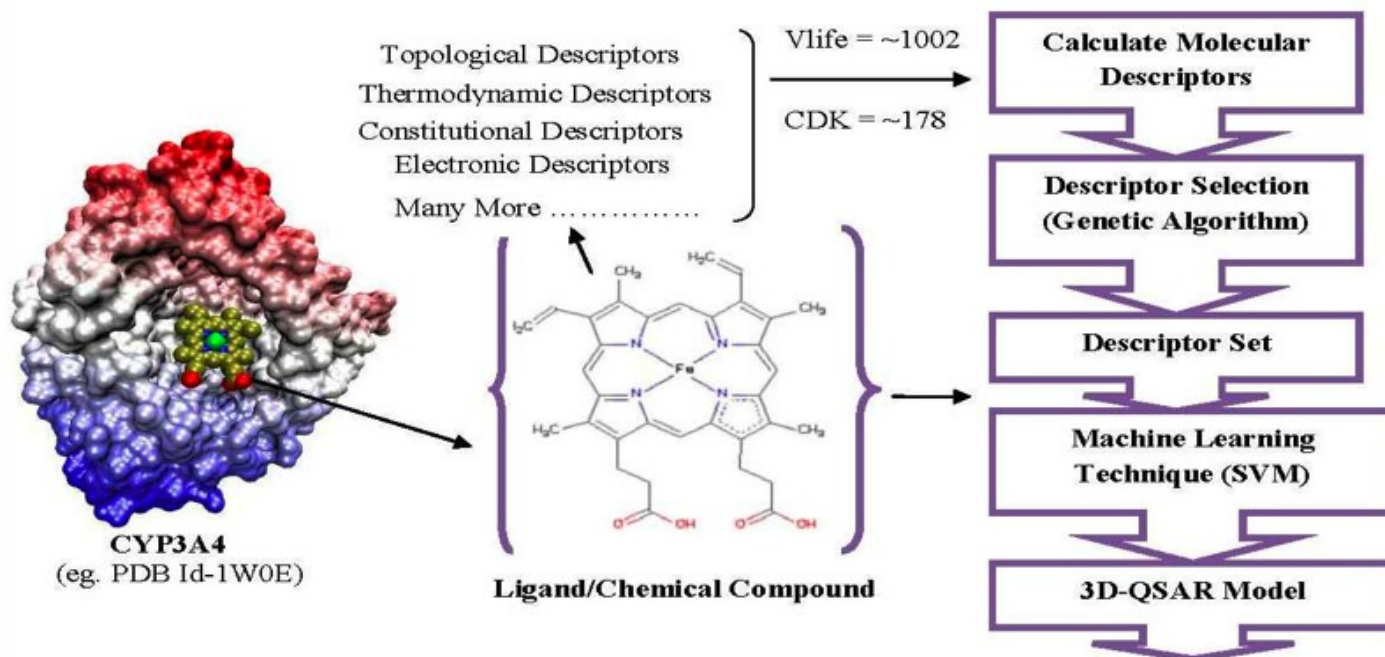 Topological Descriptors
Thermodynamic Descriptors
Constitutional Descriptors
Electronic Descriptors
Many More ……………
Vlife = ~1002
CDK = ~178
Calculate Molecular
Descriptors
Descriptor Selection
(Genetic Algorithm)
Descriptor Set
Machine Learning
Technique (SVM)
3D-QSAR Model
CYP3A4
(eg. PDB Id-1W0E)
H₂C
CH₃
H₂C
CH₃
N
N
Fe
N
N
H₃C
CH₃
O
OH
O
OH
Ligand/Chemical Compound